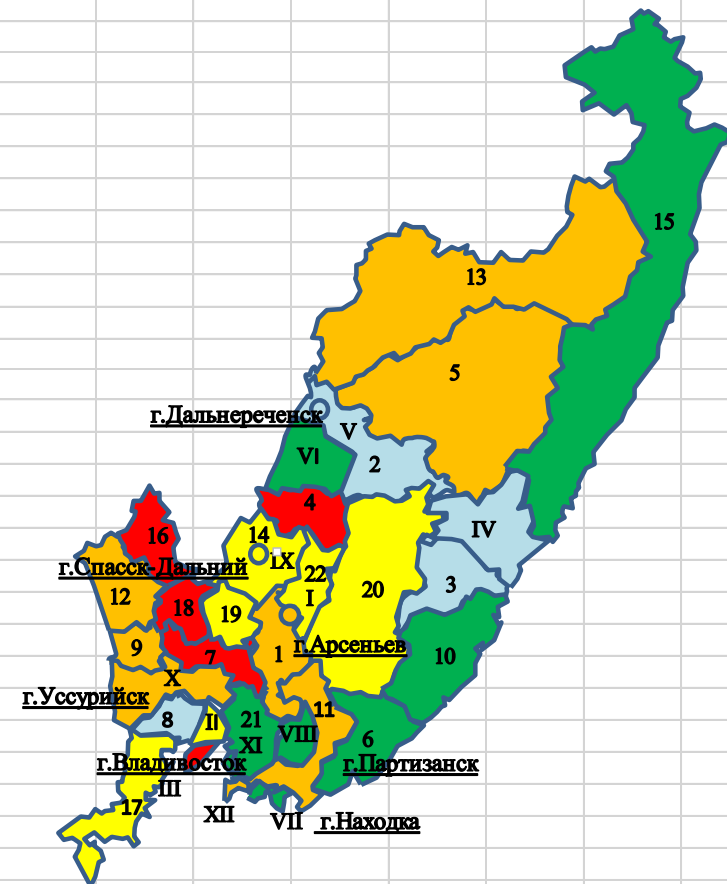 15
13
5
г.Дальнереченск
V
VI
2
4
IV
16
14
IX
г.Спасск-Дальний
22
I
12
18
19
20
3
9
7
1
г.Арсеньев
10
X
г.Уссурийск
8
II
21
XI
VIII
11
6
г.Владивосток
г.Партизанск
III
17
XII
VII
г.Находка